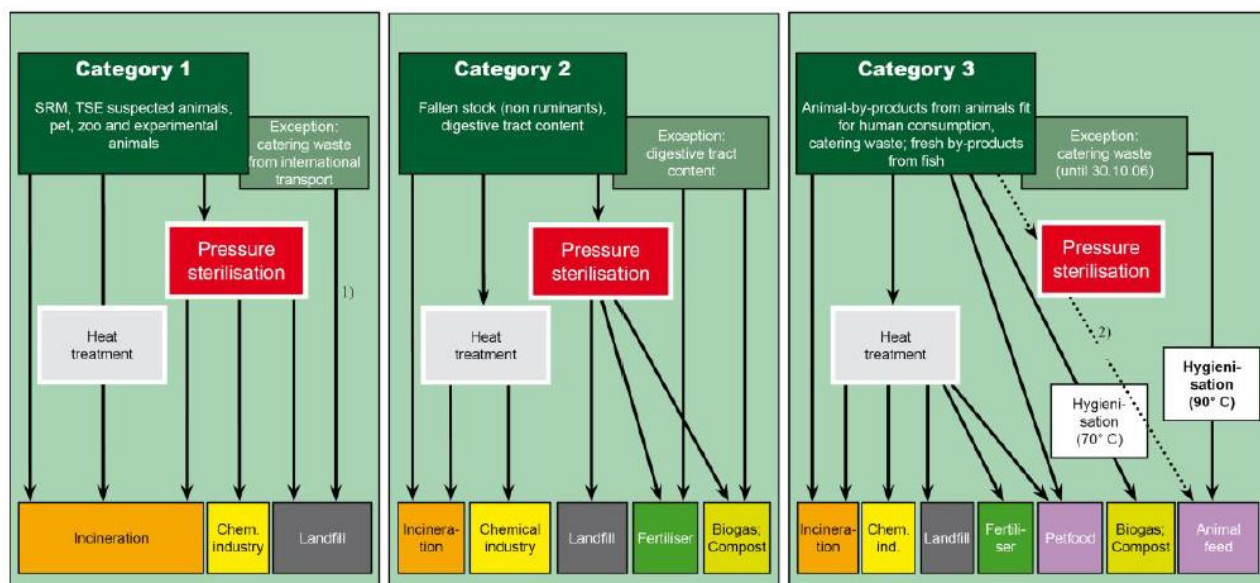 Category 1
SRM, TSE suspected animals,
pet, zoo and experimental
animals
Exception:
catering waste
from international
transport
Pressure
sterilisation
1)
Heat
treatment
Incineration
Chem.
industry
Landfill
Category 2
Fallen stock (non ruminants),
digestive tract content
Exception:
digestive tract
content
Pressure
sterilisation
Heat
treatment
Incinera-
tion
Chemical
industry
Landfill
Fertiliser
Biogas;
Compost
Category 3
Animal-by-products from animals fit
for human consumption,
catering waste; fresh by-products
from fish
Exception:
catering waste
(until 30.10.06)
Pressure
sterilisation
2)
Heat
treatment
Hygieni-
sation
(70° C)
Hygieni-
sation
(90° C)
Incinera-
tion
Chem.
ind.
Landfill
Fertili-
ser
Petfood
Biogas;
Compost
Animal
feed